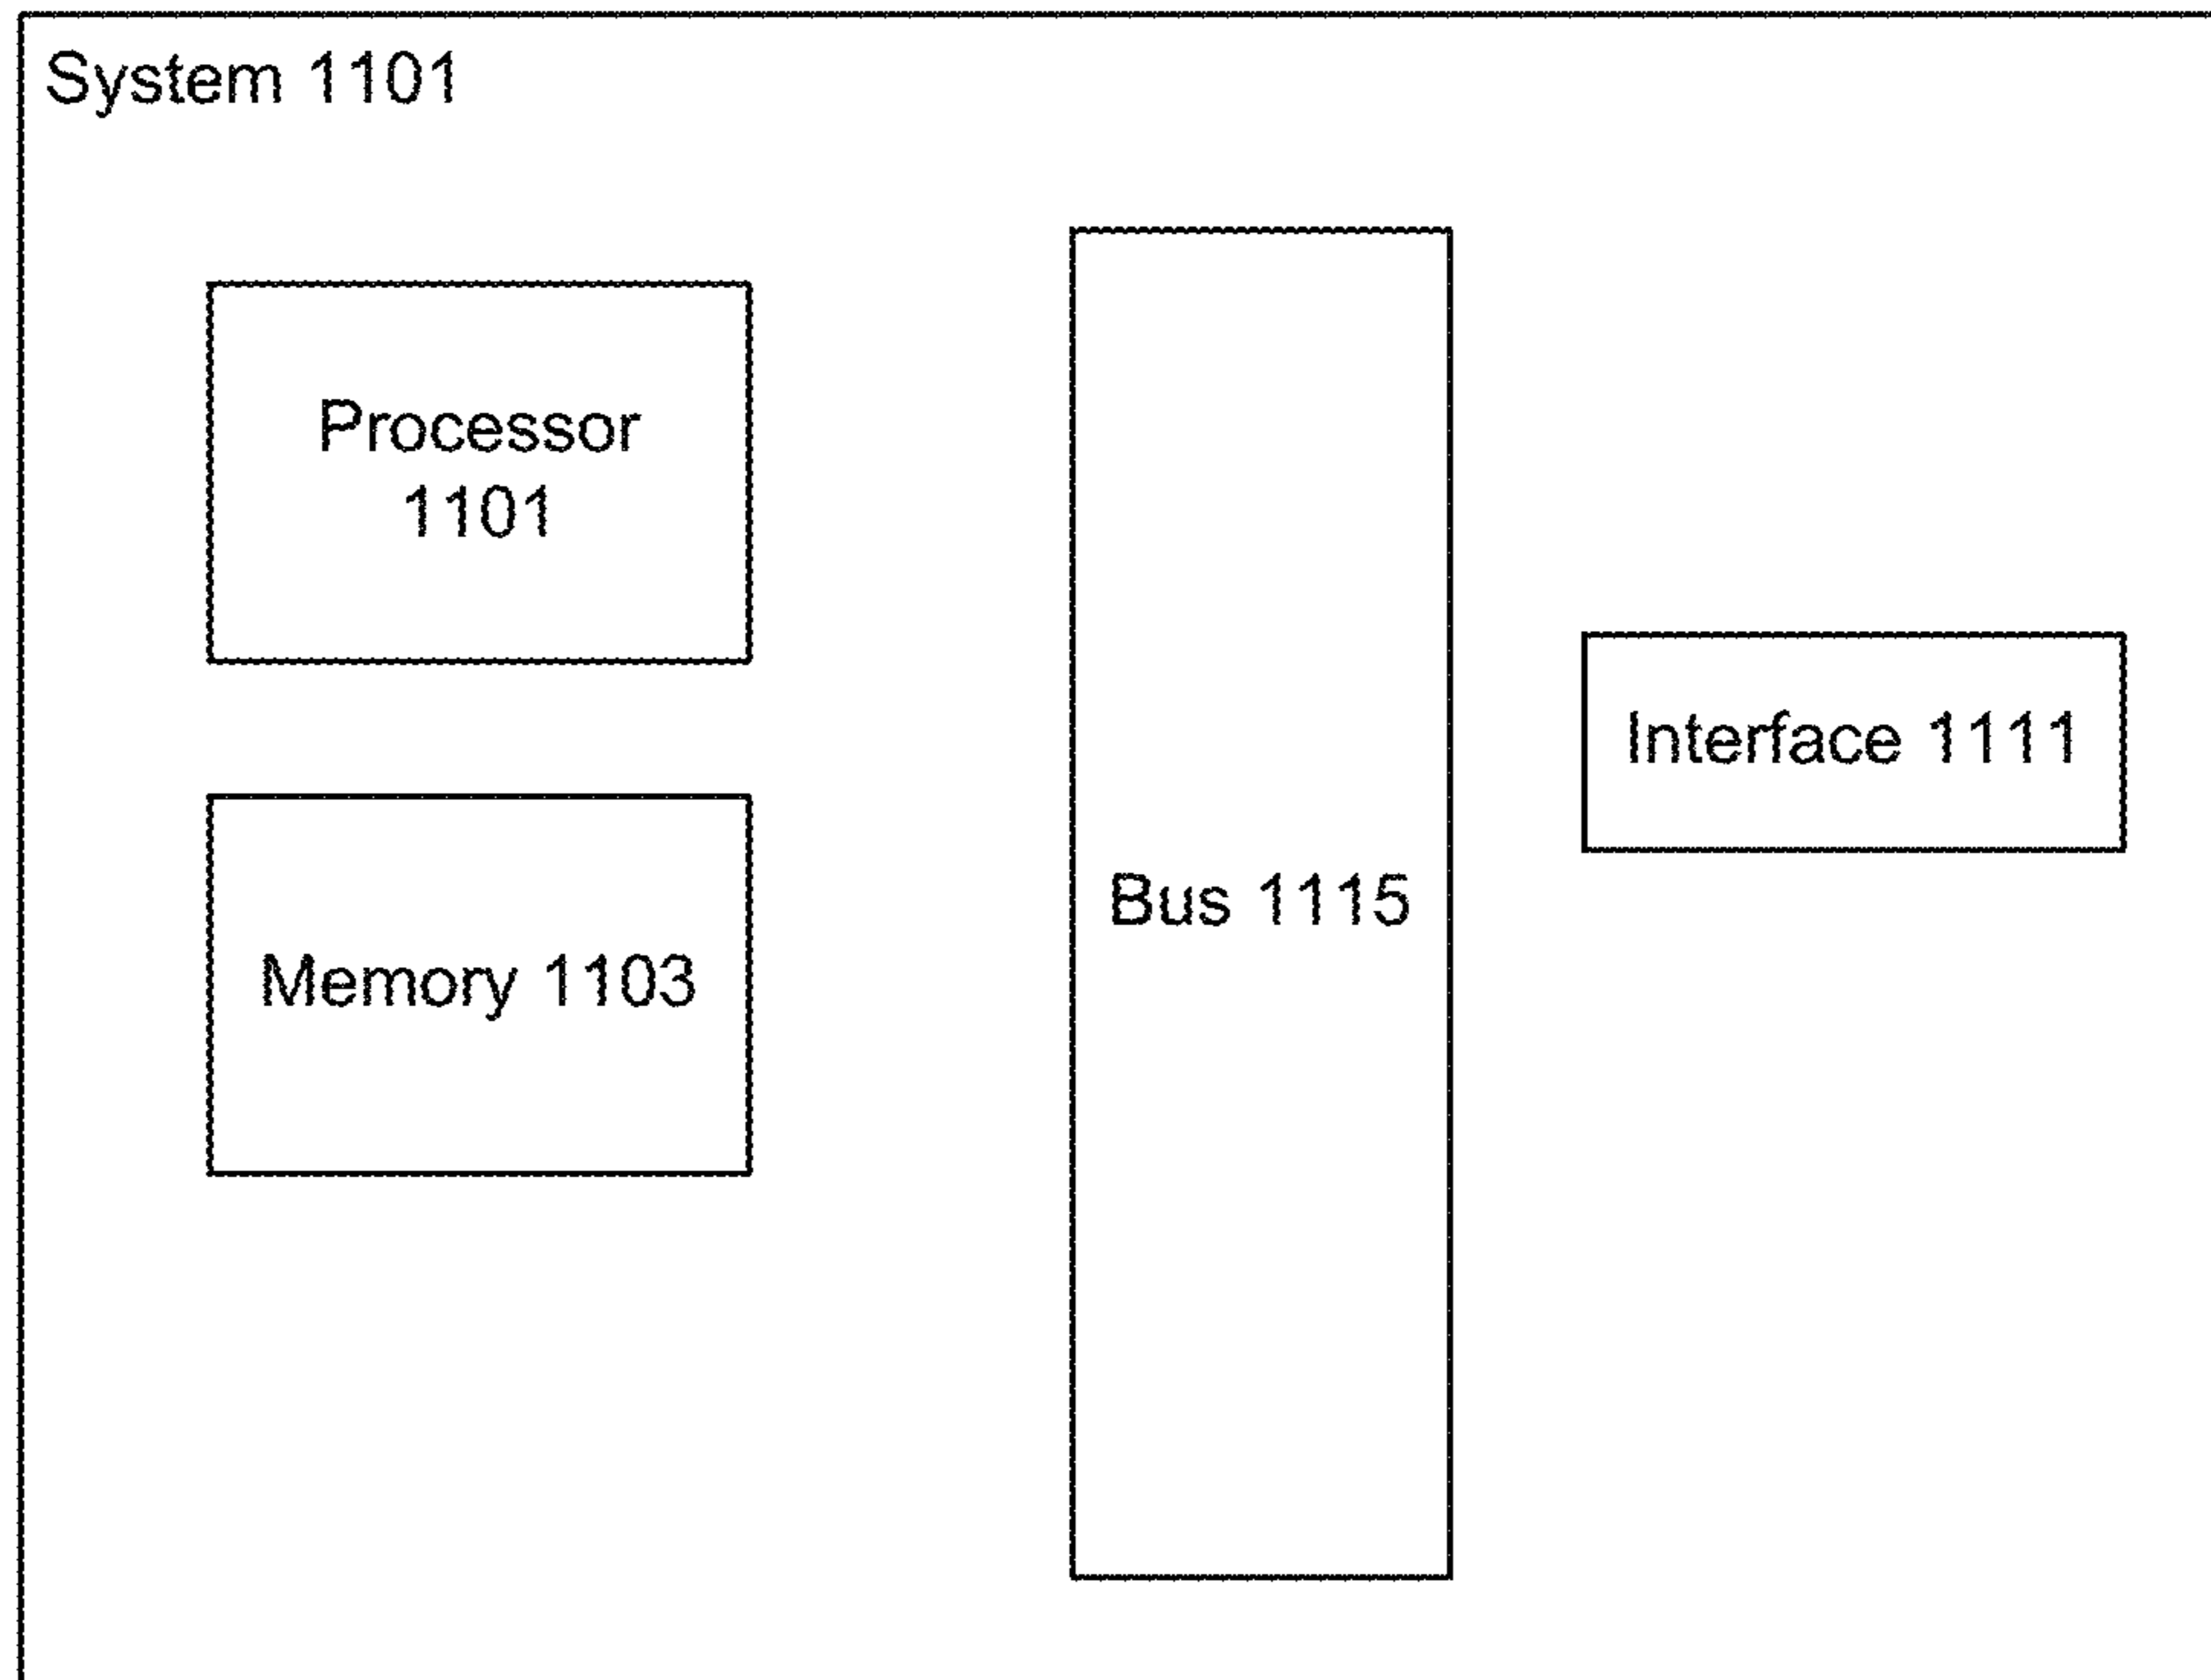 System 1101
Processor
1101
Interface 1111
Bus 1115
Memory 1103